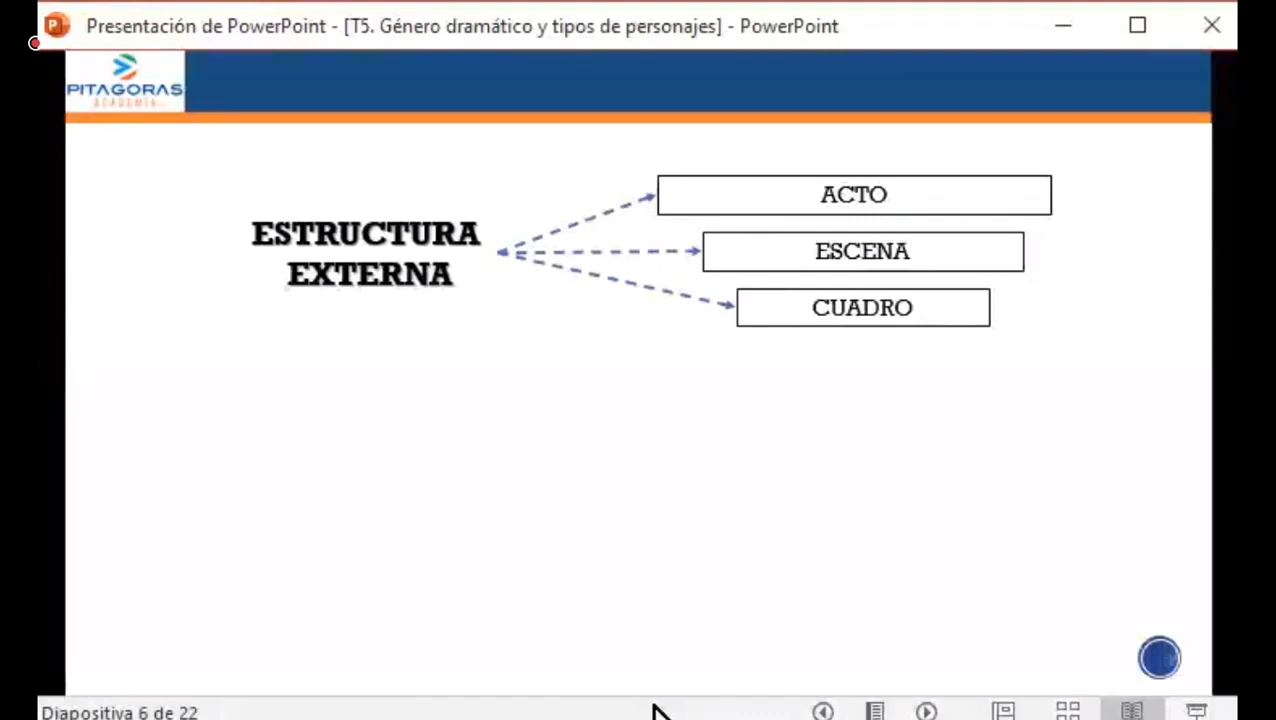 Presentación de PowerPoint - [T5. Género dramático y tipos de personajes] - PowerPoint
PITAGORAS
ACADEMIA
ESTRUCTURA
EXTERNA
ACTO
ESCENA
CUADRO
Diapositiva 6 de 22